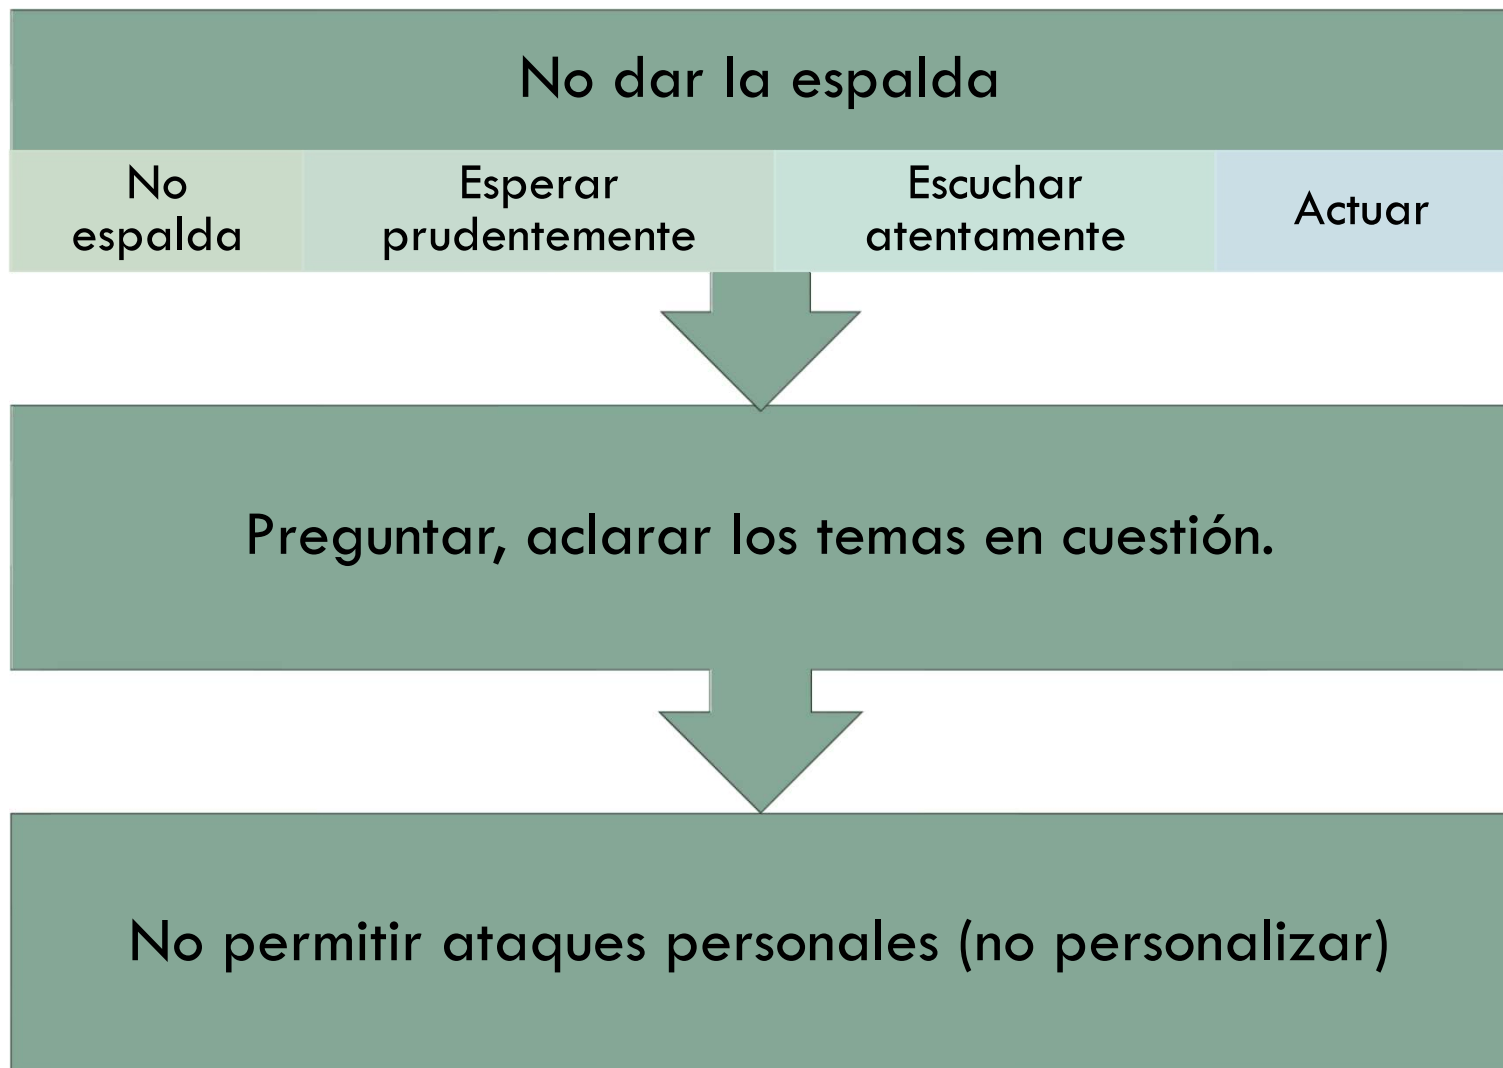 No dar la espalda
No
espalda
Esperar
prudentemente
Escuchar
atentamente
Actuar
Preguntar, aclarar los temas en cuestión.
No permitir ataques personales (no personalizar)